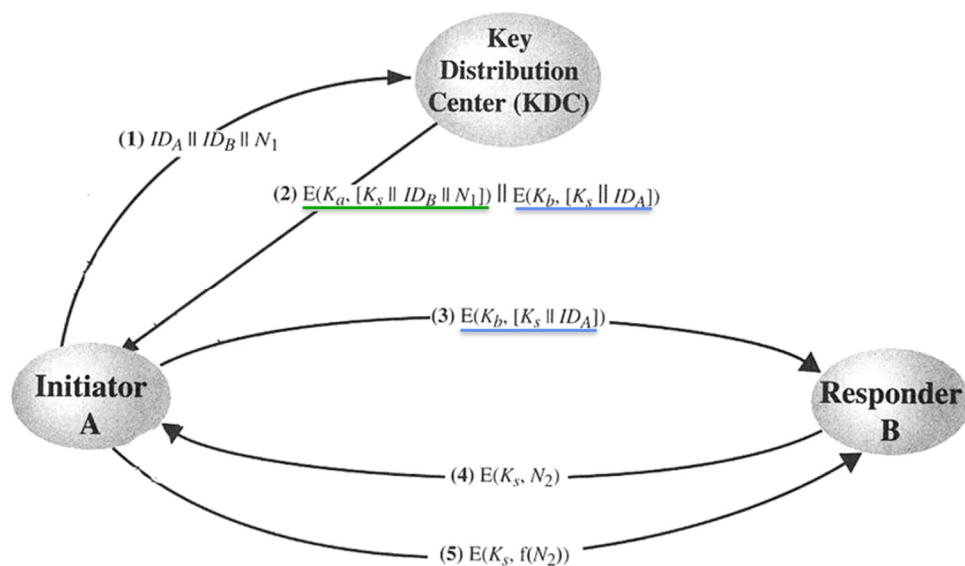 Key
Distribution
Center (KDC)
(1) ID_A || ID_B || N_1
(2) E(K_a, [K_s || ID_B || N_1]) || E(K_b, [K_s || ID_A])
(3) E(K_b, [K_s || ID_A])
Initiator
A
Responder
B
(4) E(K_s, N_2)
(5) E(K_s, f(N_2))